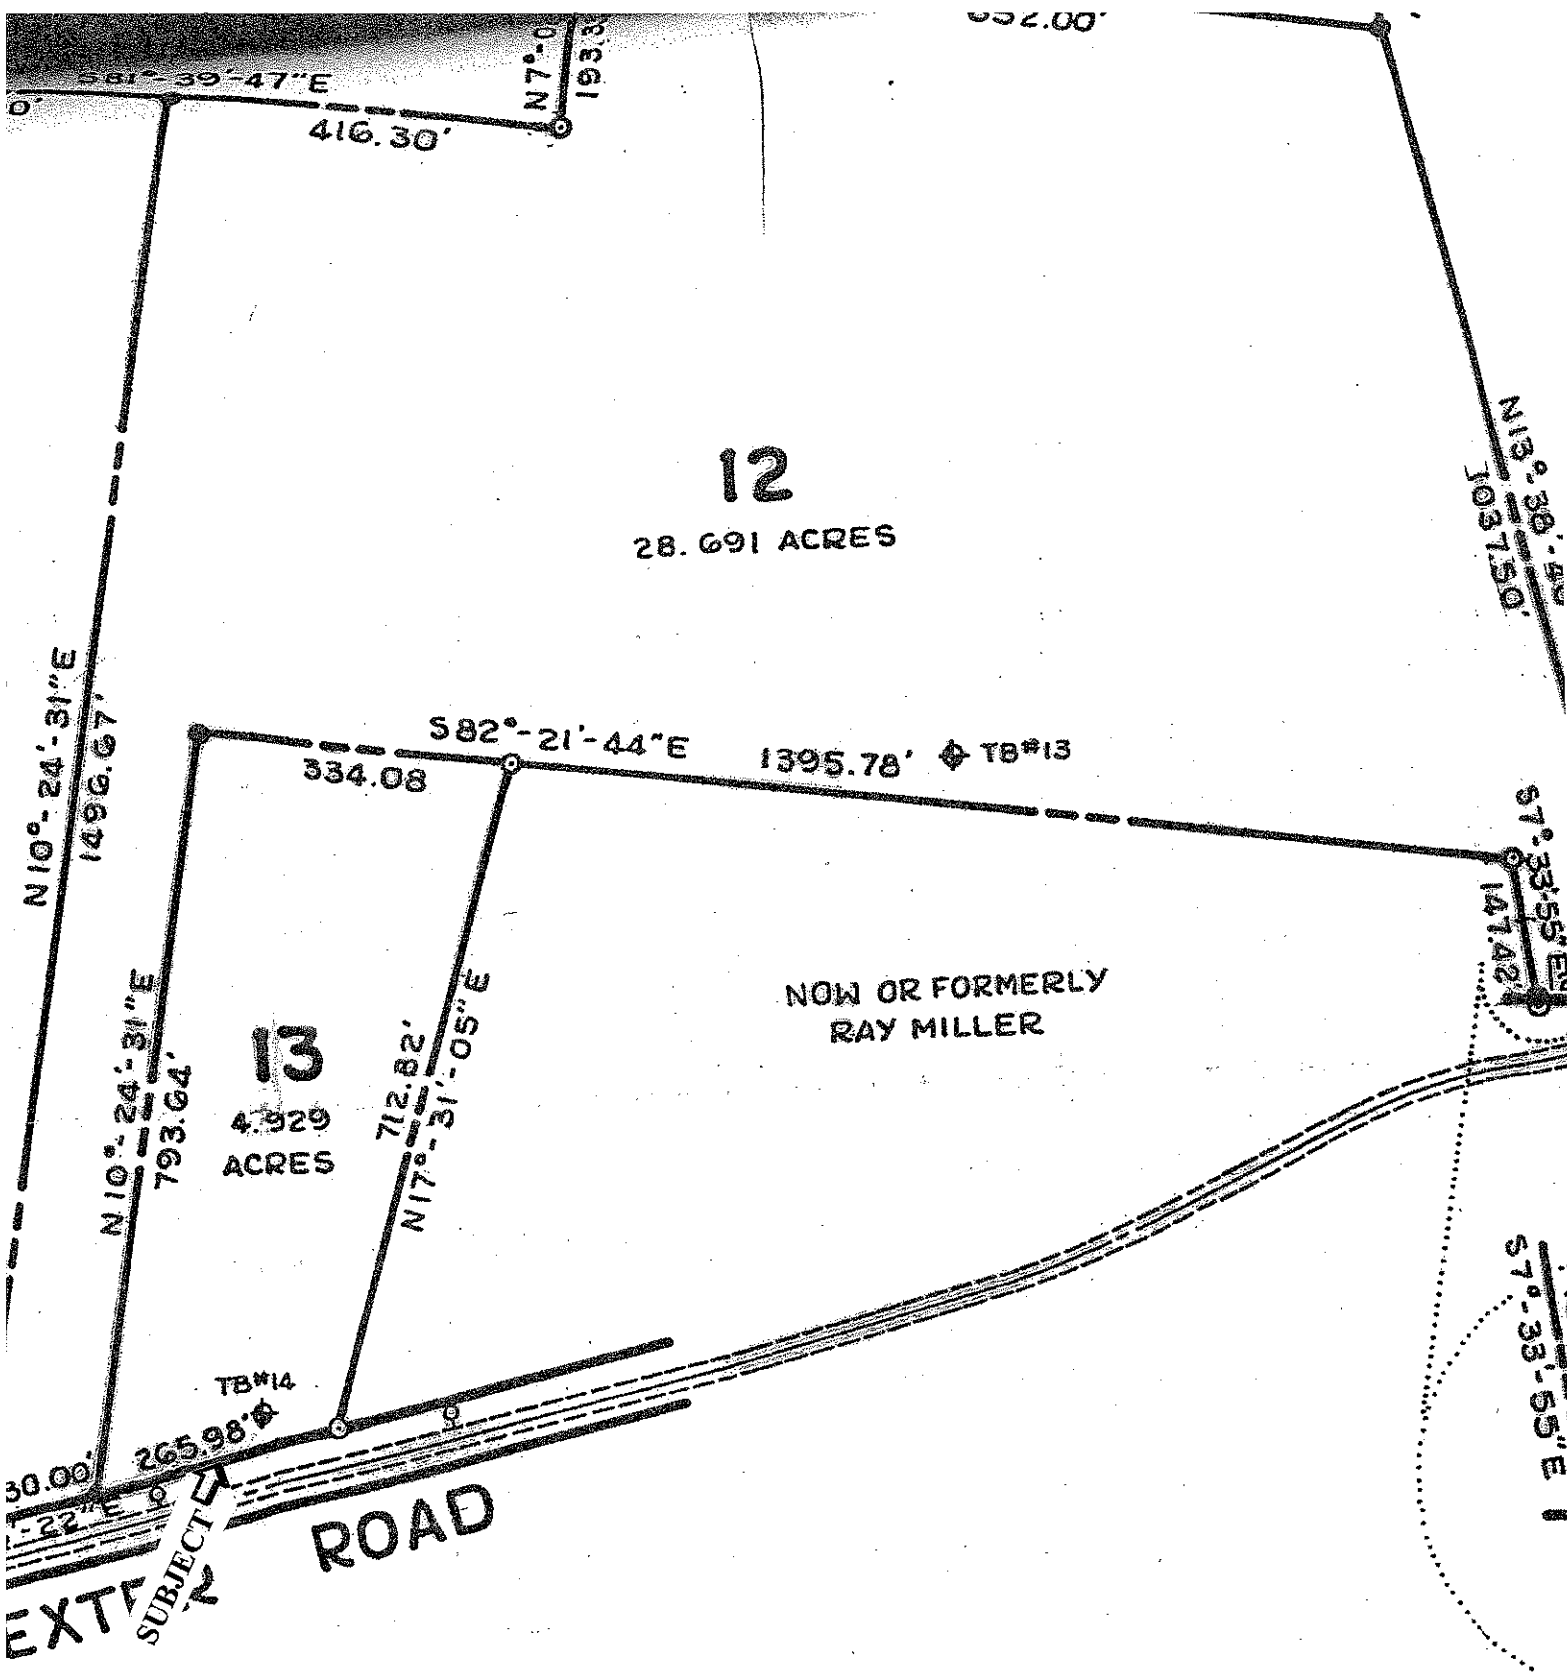 652.00'
S81°-39'-47"E
0'
N7°-0
193.3
416.30'
12
28.691 ACRES
N13°-38'-40
1037.50'
N10°-24'-31"E
1496.67'
S82°-21'-44"E
334.08
1395.78'
TB#13
S7°-33'-55"E
147.42'
NOW OR FORMERLY
RAY MILLER
N10°-24'-31"E
793.64'
13
4.929
ACRES
712.82'
N17°-31'-05"E
S7°-33'-55"E
TB#14
265.98'
30.00'
-22"E
SUBJECT
ROAD